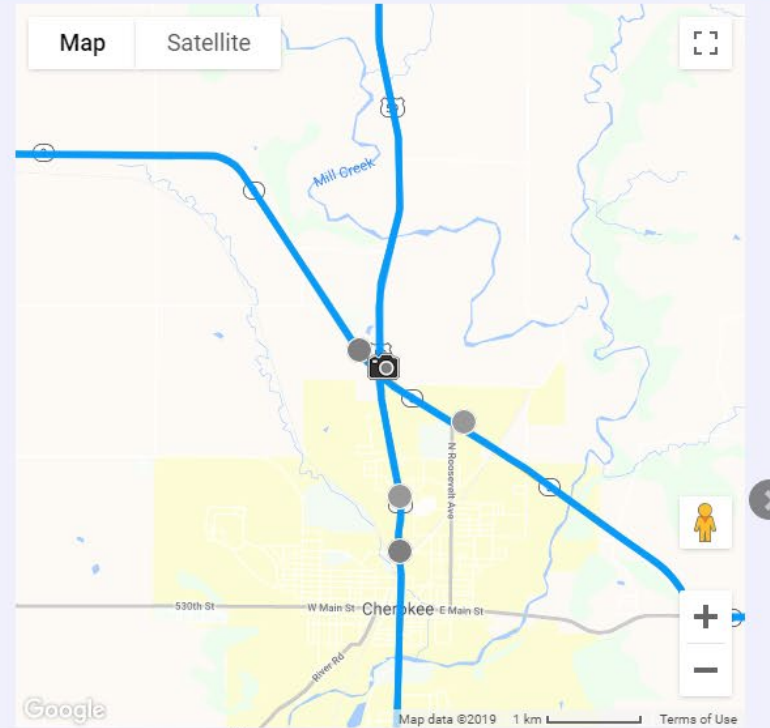 Map Satellite
59
Mill Creek
N Roosevelt Ave
530th St W Main St Cherokee E Main St
River Rd
Google Map data ©2019 1 km Terms of Use